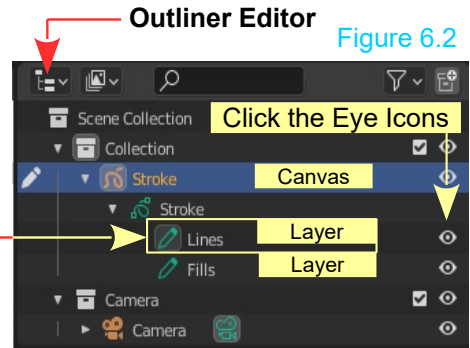 Outliner Editor
Figure 6.2
Scene Collection
Click the Eye Icons
Collection
Stroke
Canvas
Stroke
Lines
Layer
Fills
Layer
Camera
Camera